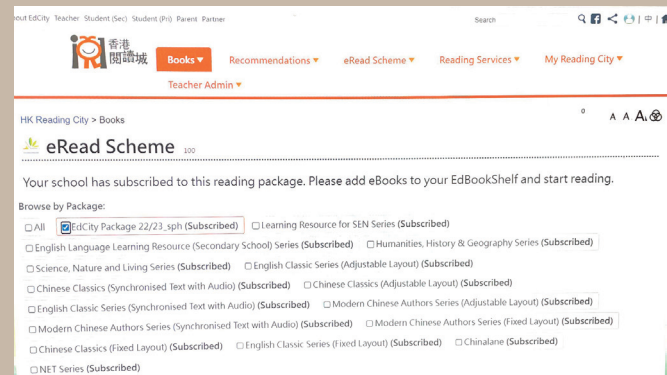 out EdCity Teacher Student (Sec) Student (Pri) Parent Partner
Search
中
香港
閱讀城
Books ▾
Recommendations ▾
eRead Scheme ▾
Reading Services ▾
My Reading City ▾
Teacher Admin ▾
HK Reading City > Books
0
A A A
eRead Scheme 100
Your school has subscribed to this reading package. Please add eBooks to your EdBookShelf and start reading.
Browse by Package:
All EdCity Package 22/23_sph (Subscribed) Learning Resource for SEN Series (Subscribed)
English Language Learning Resource (Secondary School) Series (Subscribed) Humanities, History & Geography Series (Subscribed)
Science, Nature and Living Series (Subscribed) English Classic Series (Adjustable Layout) (Subscribed)
Chinese Classics (Synchronised Text with Audio) (Subscribed) Chinese Classics (Adjustable Layout) (Subscribed)
English Classic Series (Synchronised Text with Audio) (Subscribed) Modern Chinese Authors Series (Adjustable Layout) (Subscribed)
Modern Chinese Authors Series (Synchronised Text with Audio) (Subscribed) Modern Chinese Authors Series (Fixed Layout) (Subscribed)
Chinese Classics (Fixed Layout) (Subscribed) English Classic Series (Fixed Layout) (Subscribed) Chinalane (Subscribed)
NET Series (Subscribed)